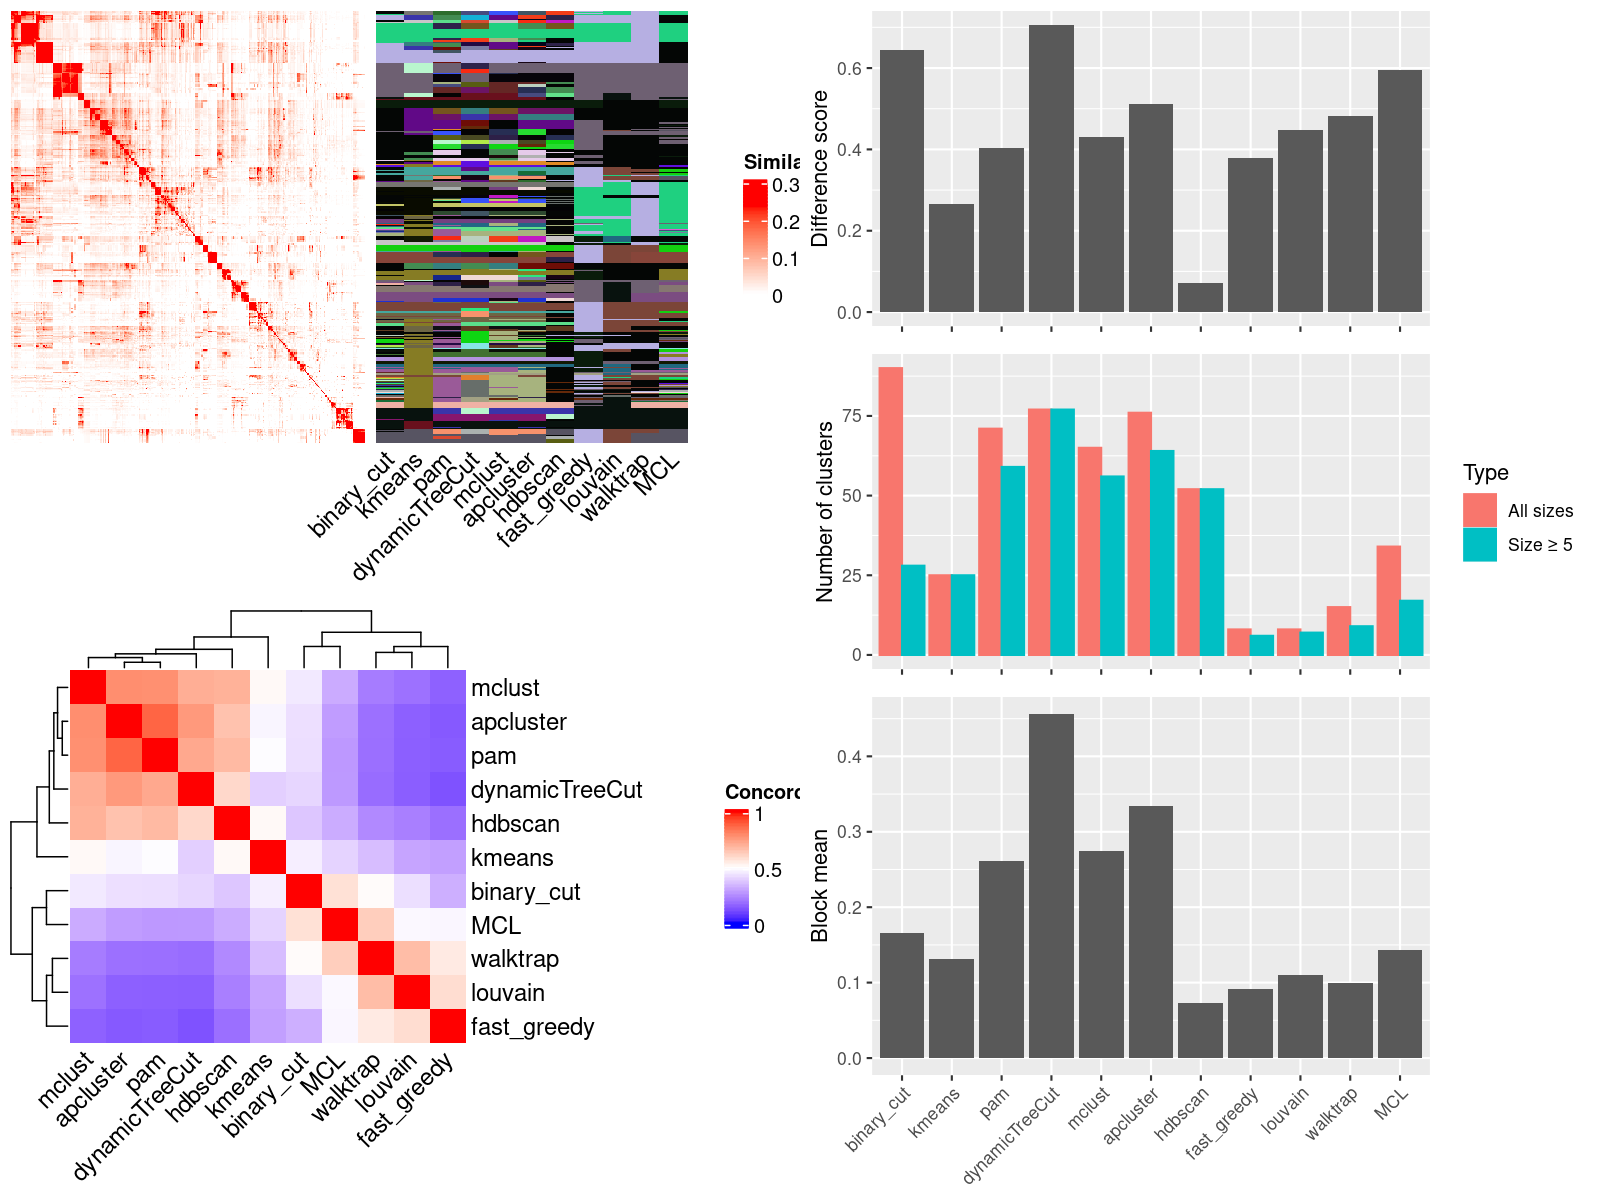 Simila
0.3
0.2
0.1
0
binary_cut
kmeans
pam
dynamicTreeCut
mclust
apcluster
hdbscan
fast_greedy
louvain
walktrap
MCL
mclust
apcluster
pam
dynamicTreeCut
hdbscan
kmeans
binary_cut
MCL
walktrap
louvain
fast_greedy
mclust
apcluster
pam
dynamicTreeCut
hdbscan
kmeans
binary_cut
MCL
walktrap
louvain
fast_greedy
Concord
1
0.5
0
Difference score
0.6
0.4
0.2
0.0
Number of clusters
75
50
25
0
Type
All sizes
Size ≥ 5
Block mean
0.4
0.3
0.2
0.1
0.0
binary_cut
kmeans
pam
dynamicTreeCut
mclust
apcluster
hdbscan
fast_greedy
louvain
walktrap
MCL